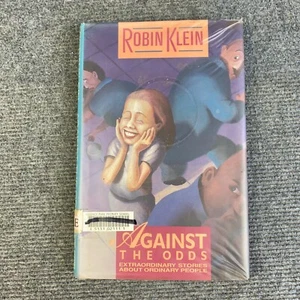 ROBIN KLEIN
AGAINST
THE ODDS
EXTRAORDINARY STORIES
ABOUT ORDINARY PEOPLE